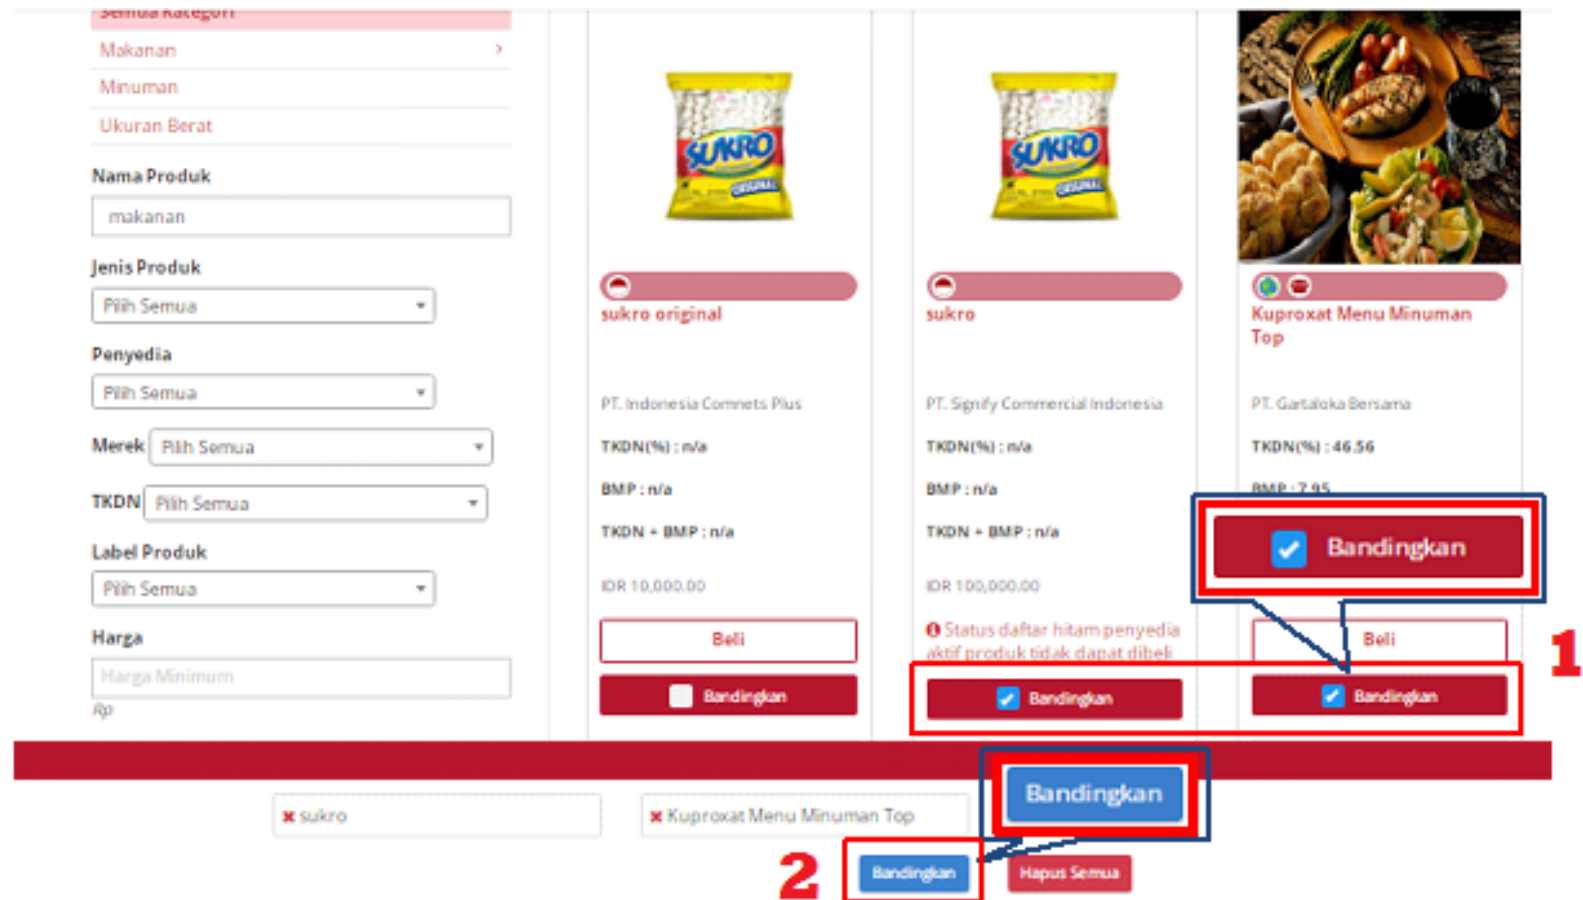 Semua Kategori
Makanan
Minuman
Ukuran Berat
Nama Produk
makanan
Jenis Produk
Pilih Semua
Penyedia
Pilih Semua
Merek Pilih Semua
TKDN Pilih Semua
Label Produk
Pilih Semua
Harga
Harga Minimum
Rp
SUKRO
ORIGINAL
sukro original
PT. Indonesia Comnets Plus
TKDN(%) : n/a
BMP : n/a
TKDN + BMP : n/a
IDR 10,000.00
Beli
Bandingkan
SUKRO
ORIGINAL
sukro
PT. Signify Commercial Indonesia
TKDN(%) : n/a
BMP : n/a
TKDN + BMP : n/a
IDR 100,000.00
Status daftar hitam penyedia
aktif produk tidak dapat dibeli
Bandingkan
Kuproxat Menu Minuman
Top
PT. Gartaloka Bersama
TKDN(%) : 46.56
BMP : 7.95
Bandingkan
Beli
Bandingkan
1
sukro
Kuproxat Menu Minuman Top
Bandingkan
2
Bandingkan
Hapus Semua